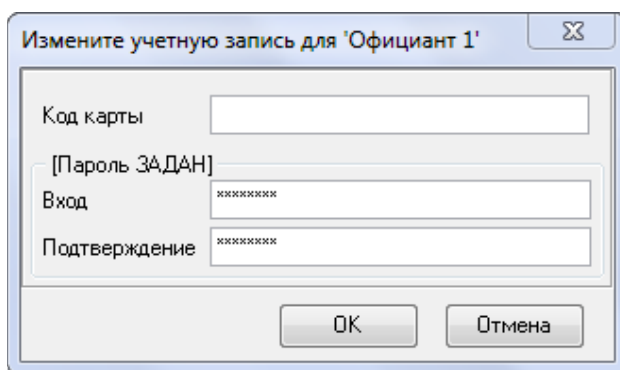 Измените учетную запись для 'Официант 1'
Код карты
[Пароль ЗАДАН]
Вход ********
Подтверждение ********
OK Отмена